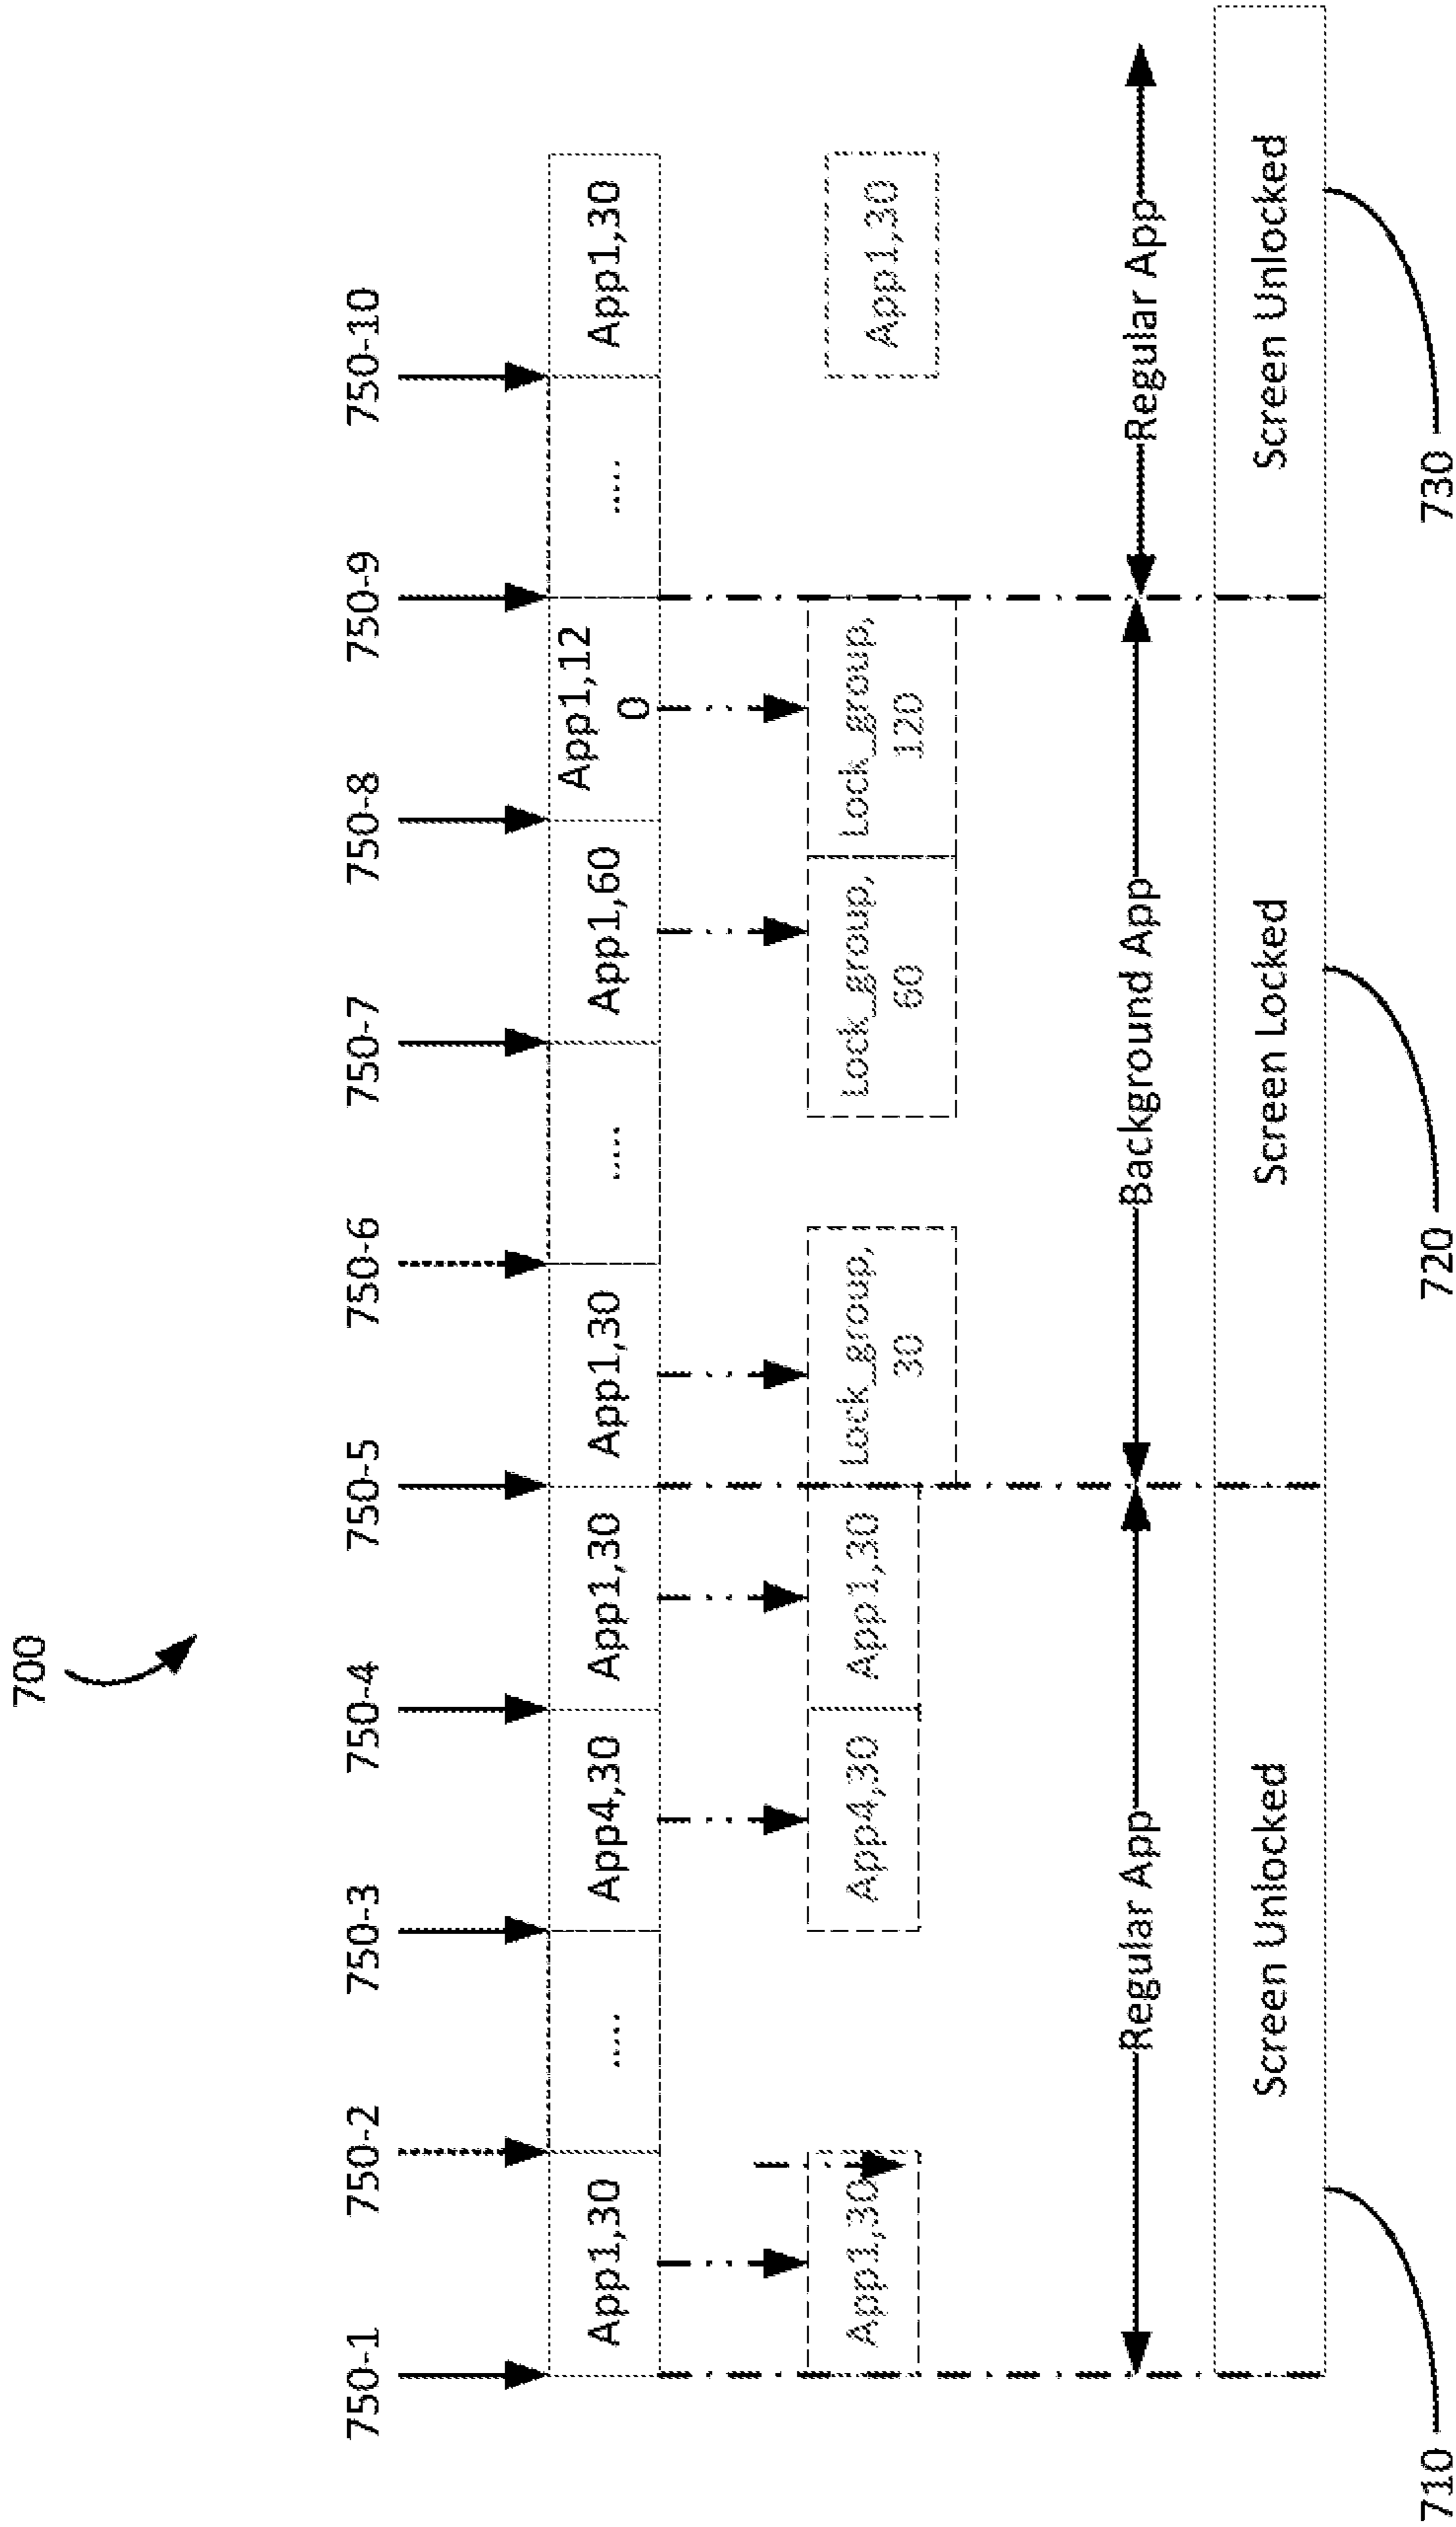 700
750-1
750-2
750-3
750-4
750-5
750-6
750-7
750-8
750-9
750-10
App1,30
.....
App4,30
App1,30
App1,30
.....
App1,60
App1,12
0
.....
App1,30
App1,30
App4,30
App1,30
Lock_group,
30
Lock_group,
60
Lock_group,
120
App1,30
Regular App
Background App
Regular App
Screen Unlocked
Screen Locked
Screen Unlocked
710
720
730